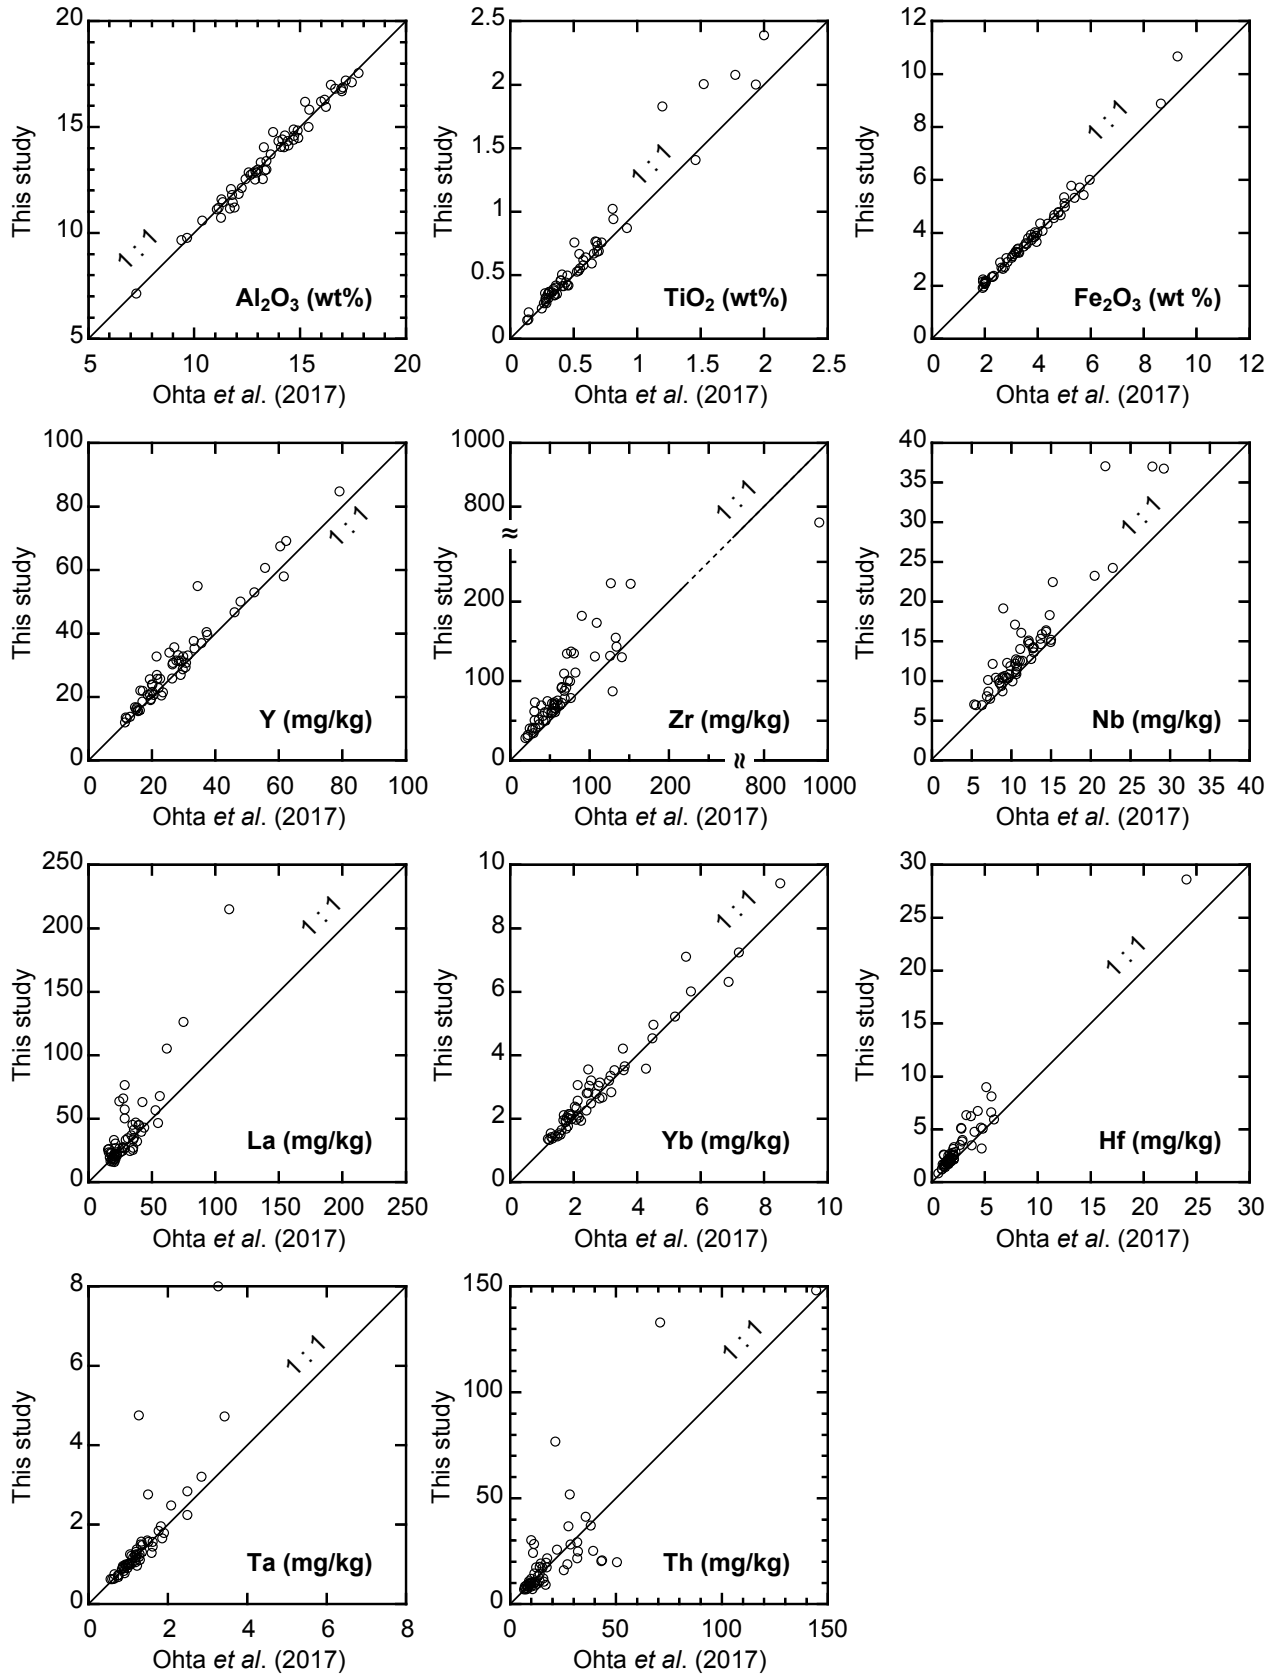 20
15
10
5
This study
1 : 1
Al2O3 (wt%)
5 10 15 20
Ohta et al. (2017)
2.5
2
1.5
1
0.5
0
This study
1 : 1
TiO2 (wt%)
0 0.5 1 1.5 2 2.5
Ohta et al. (2017)
12
10
8
6
4
2
0
This study
1 : 1
Fe2O3 (wt %)
0 2 4 6 8 10 12
Ohta et al. (2017)
100
80
60
40
20
0
This study
1 : 1
Y (mg/kg)
0 20 40 60 80 100
Ohta et al. (2017)
1000
800
≈
200
100
0
This study
1 : 1
Zr (mg/kg)
≈
0 100 200 800 1000
Ohta et al. (2017)
40
35
30
25
20
15
10
5
0
This study
1 : 1
Nb (mg/kg)
0 5 10 15 20 25 30 35 40
Ohta et al. (2017)
250
200
150
100
50
0
This study
1 : 1
La (mg/kg)
0 50 100 150 200 250
Ohta et al. (2017)
10
8
6
4
2
0
This study
1 : 1
Yb (mg/kg)
0 2 4 6 8 10
Ohta et al. (2017)
30
25
20
15
10
5
0
This study
1 : 1
Hf (mg/kg)
0 5 10 15 20 25 30
Ohta et al. (2017)
8
6
4
2
0
This study
1 : 1
Ta (mg/kg)
0 2 4 6 8
Ohta et al. (2017)
150
100
50
0
This study
1 : 1
Th (mg/kg)
0 50 100 150
Ohta et al. (2017)